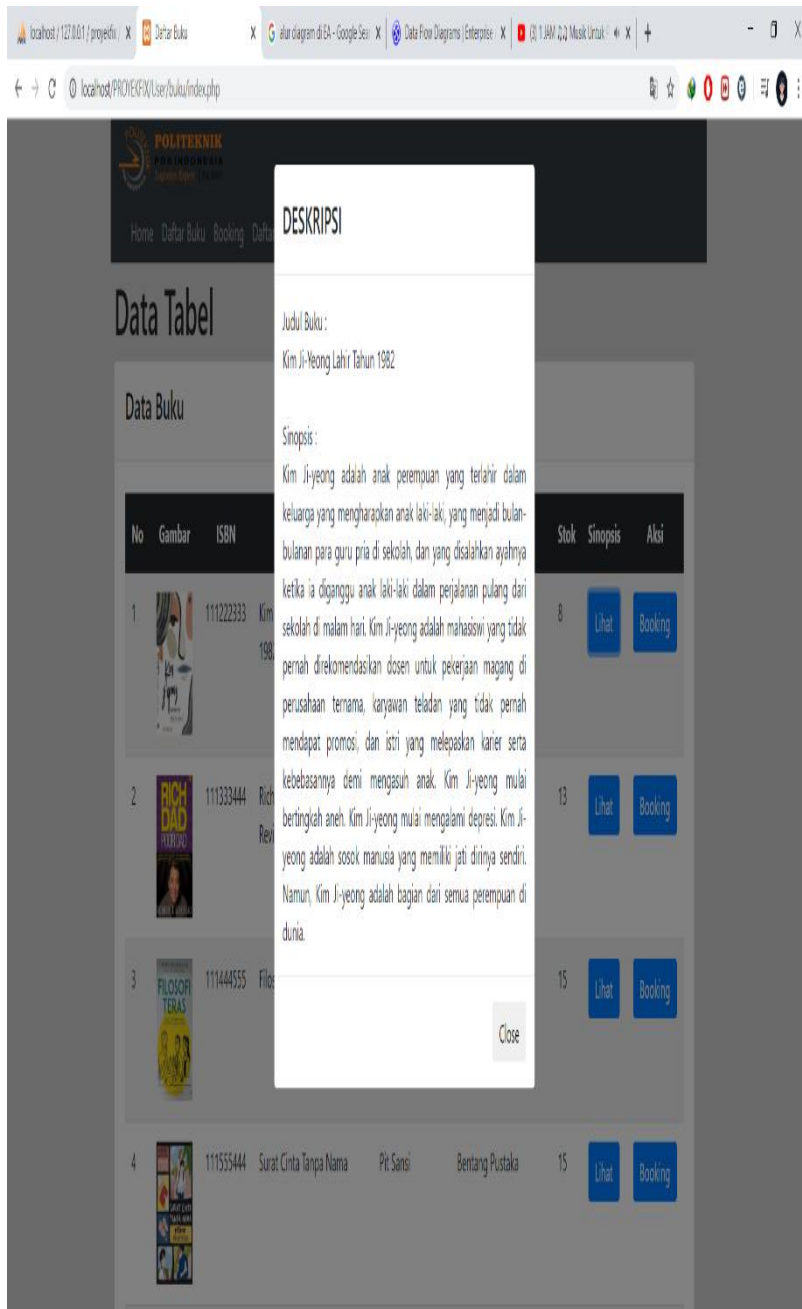 localhost / 127.0.0.1 / proyekfix
Daftar Buku
alur diagram di EA - Google Sear
Data Flow Diagrams | Enterprise
(3) 1 JAM
Musik Untuk
localhost/PROYEKFIX/User/buku/index.php
POLITEKNIK
POS INDONESIA
Home Daftar Buku Booking Daftar
Data Tabel
Data Buku
No Gambar ISBN Stok Sinopsis Aksi
1 111222333 Kim 8 Lihat Booking
198
2 RICH DAD POOR DAD 111333444 Rich 13 Lihat Booking
Revi
3 FILOSOFI TERAS 111444555 Filos 15 Lihat Booking
4 111555444 Surat Cinta Tanpa Nama Pit Sansi Bentang Pustaka 15 Lihat Booking
DESKRIPSI
Judul Buku :
Kim Ji-Yeong Lahir Tahun 1982
Sinopsis :
Kim Ji-yeong adalah anak perempuan yang terlahir dalam
keluarga yang mengharapkan anak laki-laki, yang menjadi bulan-
bulanan para guru pria di sekolah, dan yang disalahkan ayahnya
ketika ia diganggu anak laki-laki dalam perjalanan pulang dari
sekolah di malam hari. Kim Ji-yeong adalah mahasiswi yang tidak
pernah direkomendasikan dosen untuk pekerjaan magang di
perusahaan ternama, karyawan teladan yang tidak pernah
mendapat promosi, dan istri yang melepaskan karier serta
kebebasannya demi mengasuh anak. Kim Ji-yeong mulai
bertingkah aneh. Kim Ji-yeong mulai mengalami depresi. Kim Ji-
yeong adalah sosok manusia yang memiliki jati dirinya sendiri.
Namun, Kim Ji-yeong adalah bagian dari semua perempuan di
dunia.
Close